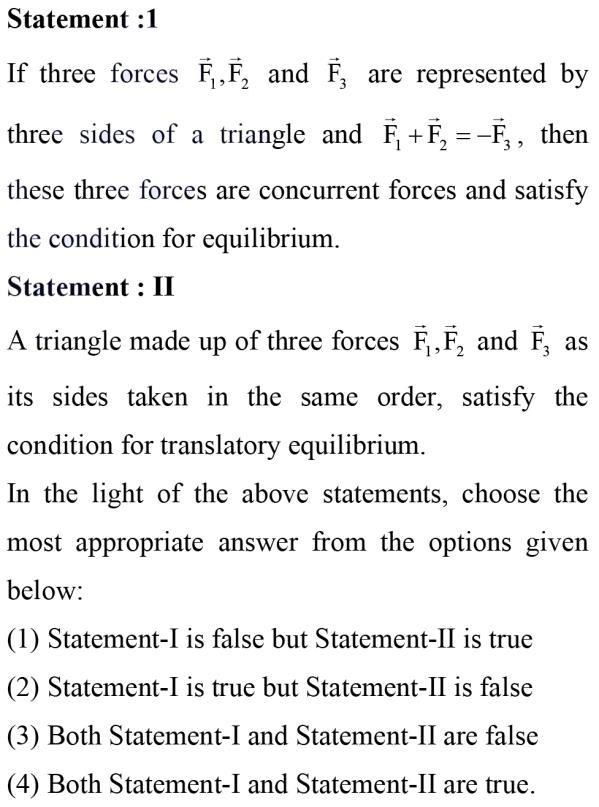 Statement :1
If three forces F⃗₁,F⃗₂ and F⃗₃ are represented by
three sides of a triangle and F⃗₁ + F⃗₂ = −F⃗₃ , then
these three forces are concurrent forces and satisfy
the condition for equilibrium.
Statement : II
A triangle made up of three forces F⃗₁,F⃗₂ and F⃗₃ as
its sides taken in the same order, satisfy the
condition for translatory equilibrium.
In the light of the above statements, choose the
most appropriate answer from the options given
below:
(1) Statement-I is false but Statement-II is true
(2) Statement-I is true but Statement-II is false
(3) Both Statement-I and Statement-II are false
(4) Both Statement-I and Statement-II are true.